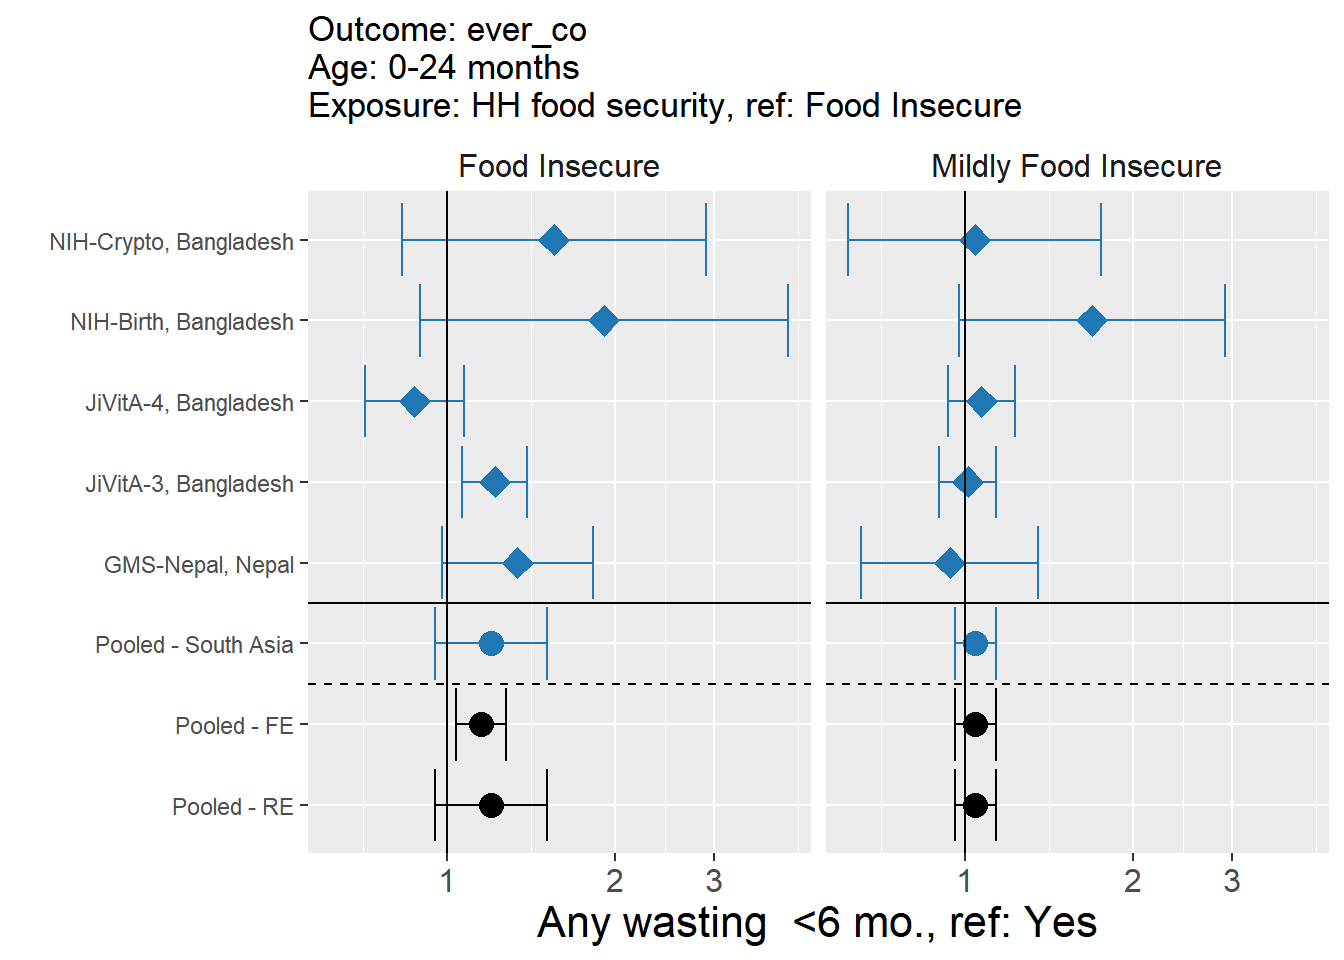 Outcome: ever_co
Age: 0-24 months
Exposure: HH food security, ref: Food Insecure
Food Insecure
Mildly Food Insecure
NIH-Crypto, Bangladesh
NIH-Birth, Bangladesh
JiVitA-4, Bangladesh
JiVitA-3, Bangladesh
GMS-Nepal, Nepal
Pooled - South Asia
Pooled - FE
Pooled - RE
1 2 3 1 2 3
Any wasting  <6 mo., ref: Yes